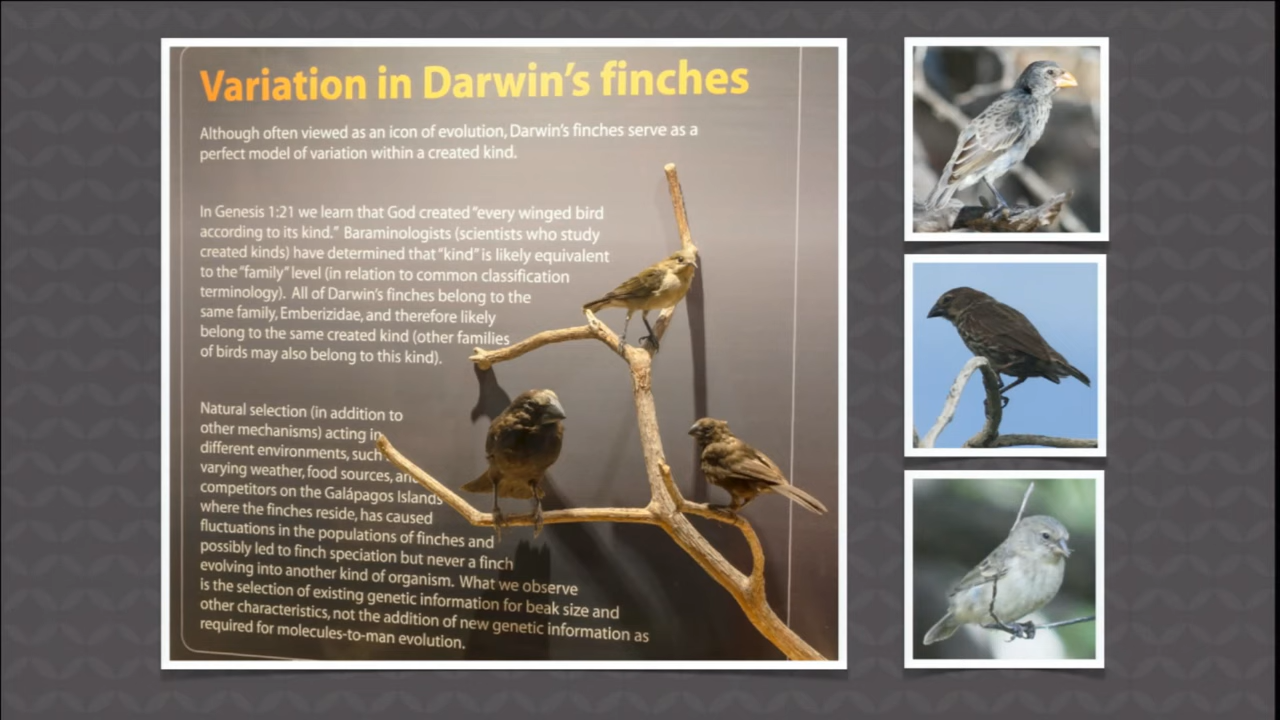 Variation in Darwin's finches
Although often viewed as an icon of evolution, Darwin's finches serve as a
perfect model of variation within a created kind.
In Genesis 1:21 we learn that God created "every winged bird
according to its kind." Baraminologists (scientists who study
created kinds) have determined that "kind" is likely equivalent
to the "family" level (in relation to common classification
terminology). All of Darwin's finches belong to the
same family, Emberizidae, and therefore likely
belong to the same created kind (other families
of birds may also belong to this kind).
Natural selection (in addition to
other mechanisms) acting in
different environments, such
varying weather, food sources, and
competitors on the Galápagos Islands
where the finches reside, has caused
fluctuations in the populations of finches and
possibly led to finch speciation but never a finch
evolving into another kind of organism. What we observe
is the selection of existing genetic information for beak size and
other characteristics, not the addition of new genetic information as
required for molecules-to-man evolution.